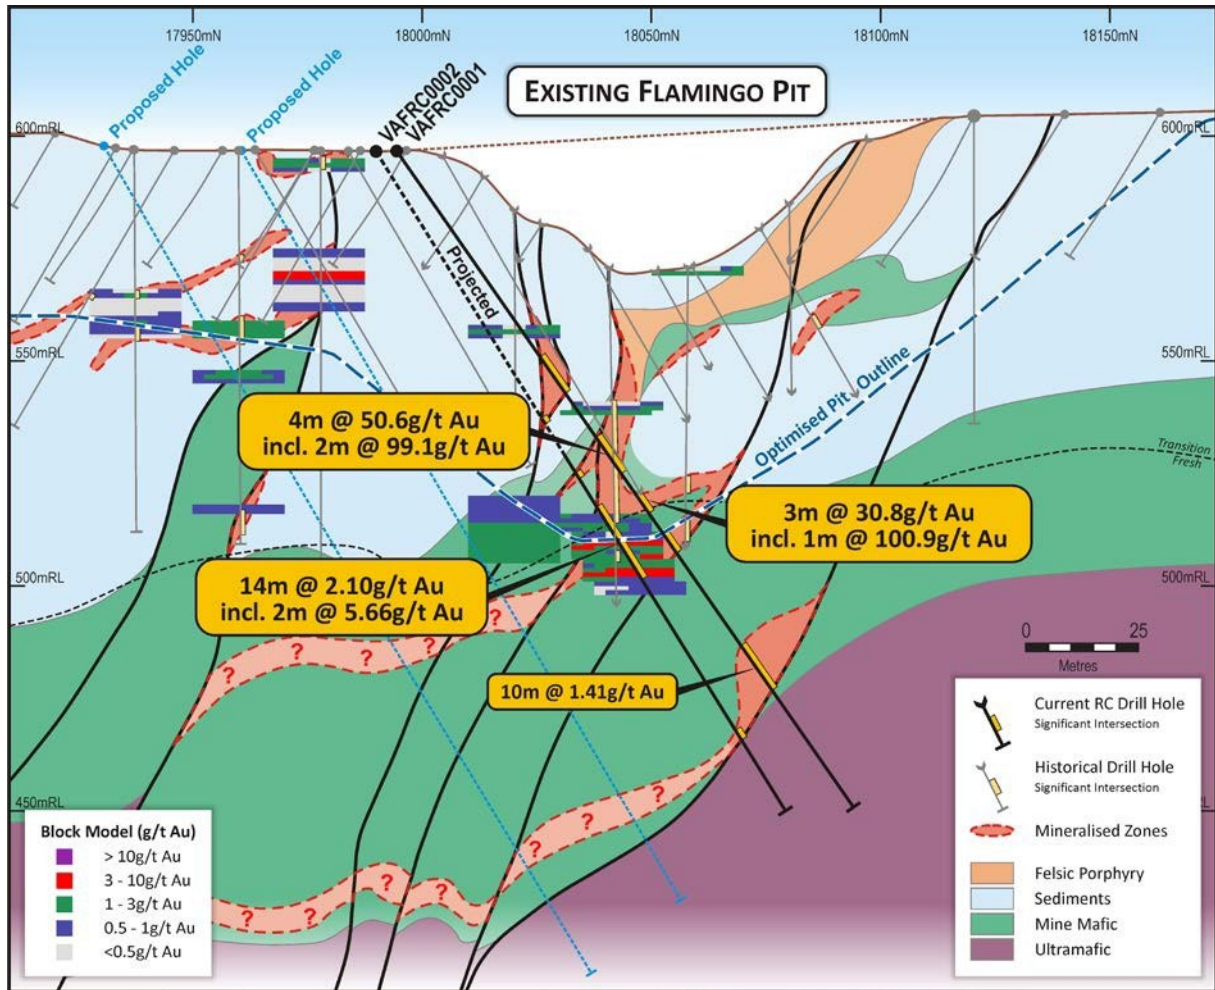 17950mN
18000mN
18050mN
18100mN
18150mN
Proposed Hole
Proposed Hole
VAFRC0002
VAFRC0001
EXISTING FLAMINGO PIT
600mRL
600mRL
Projected
550mRL
550mRL
Optimised Pit Outline
4m @ 50.6g/t Au
incl. 2m @ 99.1g/t Au
Transition
Fresh
3m @ 30.8g/t Au
incl. 1m @ 100.9g/t Au
500mRL
500mRL
14m @ 2.10g/t Au
incl. 2m @ 5.66g/t Au
?
?
?
?
?
10m @ 1.41g/t Au
0
25
Metres
450mRL
?
?
?
?
?
?
?
?
Block Model (g/t Au)
> 10g/t Au
3 - 10g/t Au
1 - 3g/t Au
0.5 - 1g/t Au
<0.5g/t Au
Current RC Drill Hole
Significant Intersection
Historical Drill Hole
Significant Intersection
Mineralised Zones
Felsic Porphyry
Sediments
Mine Mafic
Ultramafic